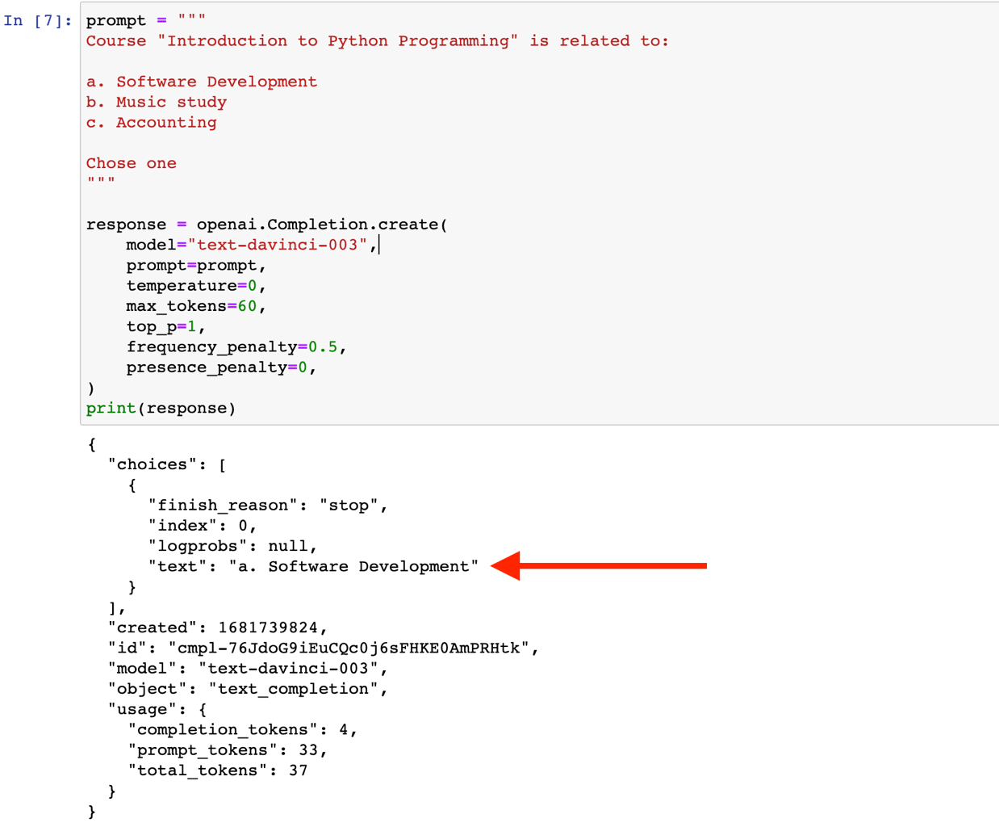 In [7]: prompt = """
Course "Introduction to Python Programming" is related to:
a. Software Development
b. Music study
c. Accounting
Chose one
"""
response = openai.Completion.create(
    model="text-davinci-003",
    prompt=prompt,
    temperature=0,
    max_tokens=60,
    top_p=1,
    frequency_penalty=0.5,
    presence_penalty=0,
)
print(response)
{
  "choices": [
    {
      "finish_reason": "stop",
      "index": 0,
      "logprobs": null,
      "text": "a. Software Development"
    }
  ],
  "created": 1681739824,
  "id": "cmpl-76JdoG9iEuCQc0j6sFHKE0AmPRHtk",
  "model": "text-davinci-003",
  "object": "text_completion",
  "usage": {
    "completion_tokens": 4,
    "prompt_tokens": 33,
    "total_tokens": 37
  }
}